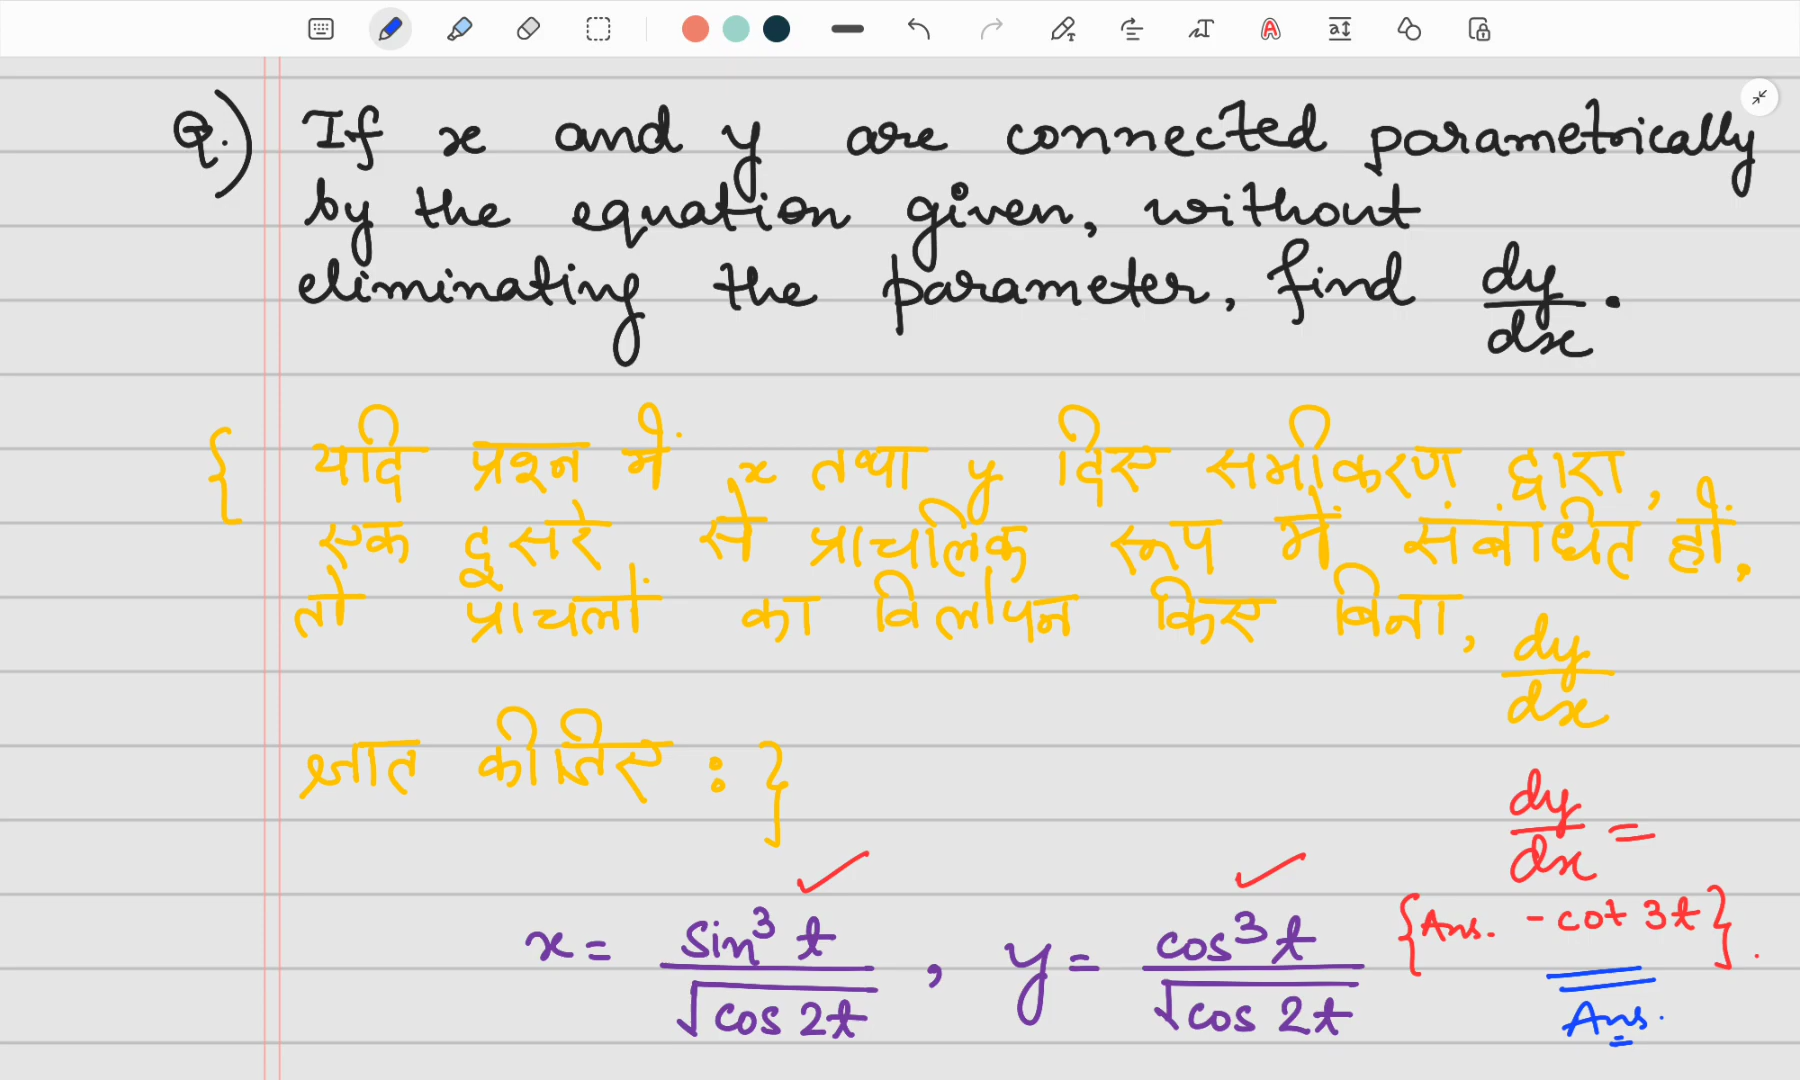 Q.) If x and y are connected parametrically
by the equation given, without
eliminating the parameter, find dy/dx.
{ यदि प्रश्न में x तथा y दिए समीकरण द्वारा,
एक दूसरे से प्राचलिक रूप में संबंधित हों,
तो प्राचलों का विलोपन किए बिना, dy/dx
ज्ञात कीजिए : }
dy/dx =
x = sin³ t / √cos 2t , y = cos³ t / √cos 2t {Ans. - cot 3t}.
Ans.